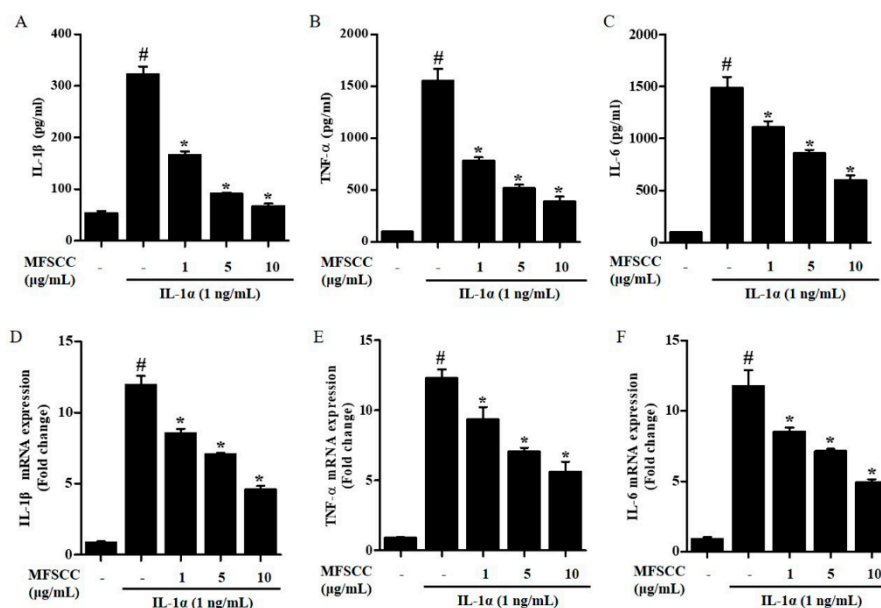 A
IL-1β (pg/ml)
400
300
200
100
0
#
*
*
*
MFSCC
(μg/mL)
- - 1 5 10
IL-1α (1 ng/mL)
B
TNF-α
(pg/ml)
2000
1500
1000
500
0
#
*
*
*
- - 1 5 10
IL-1α (1 ng/mL)
C
IL-6
(pg/ml)
2000
1500
1000
500
0
#
*
*
*
- - 1 5 10
IL-1α (1 ng/mL)
D
IL-1β mRNA expression
(Fold change)
15
10
5
0
#
*
*
*
MFSCC
(μg/mL)
- - 1 5 10
IL-1α (1 ng/mL)
E
TNF-α mRNA expression
(Fold change)
15
10
5
0
#
*
*
*
MFSCC
(μg/mL)
- - 1 5 10
IL-1α (1 ng/mL)
F
IL-6 mRNA expression
(Fold change)
15
10
5
0
#
*
*
*
MFSCC
(μg/mL)
- - 1 5 10
IL-1α (1 ng/mL)